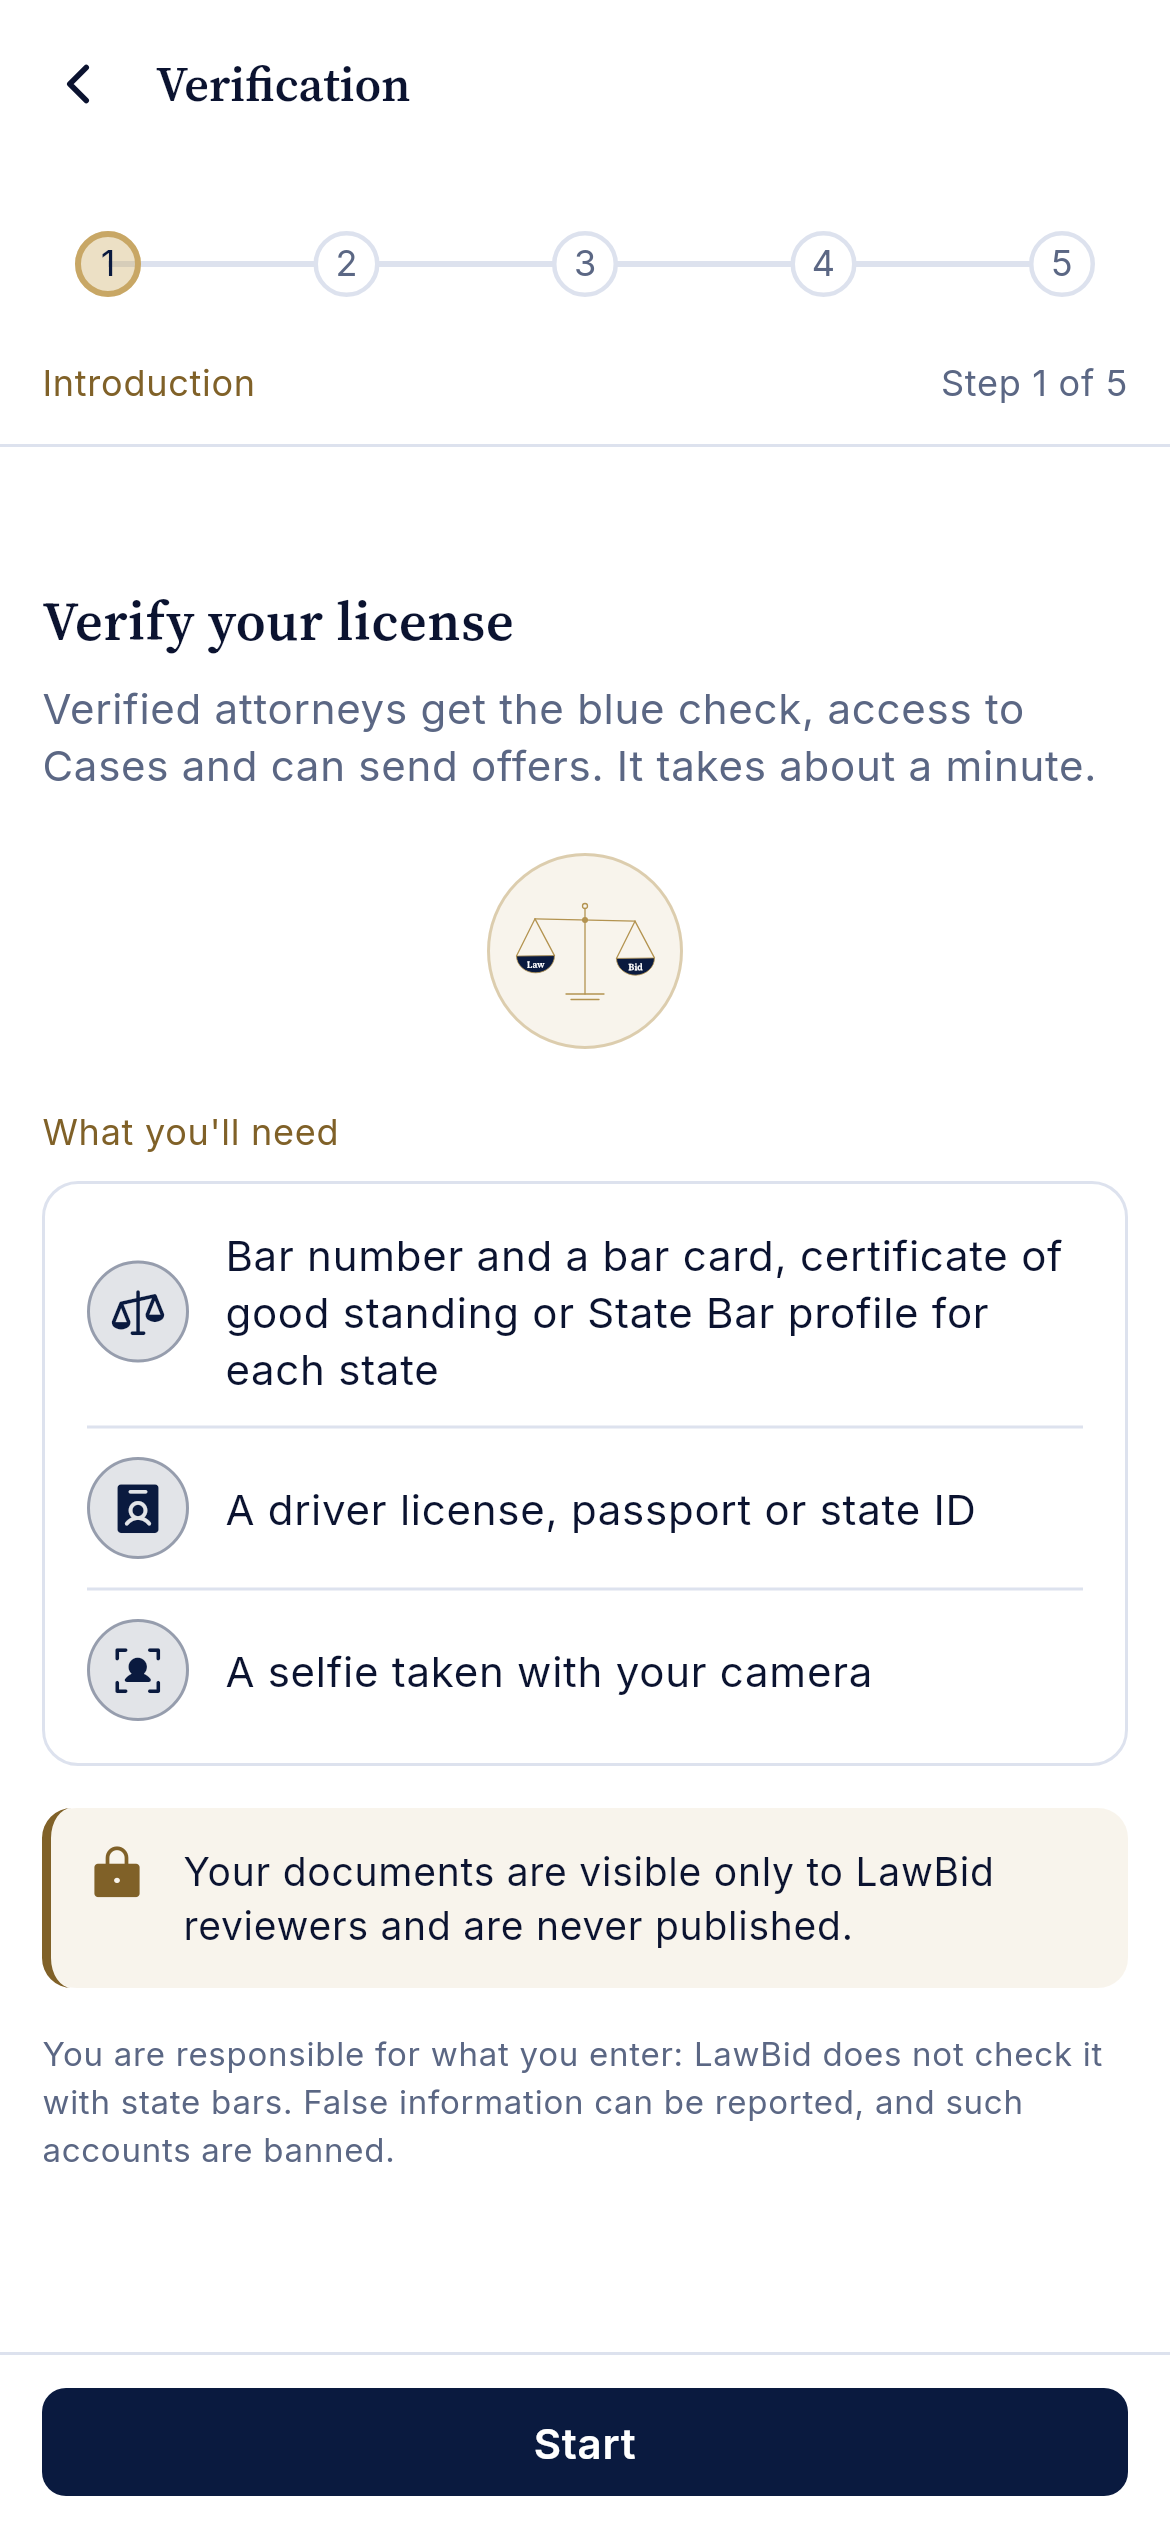 Verification
1
2
3
4
5
Introduction
Step 1 of 5
Verify your license
Verified attorneys get the blue check, access to
Cases and can send offers. It takes about a minute.
Law
Bid
What you'll need
Bar number and a bar card, certificate of
good standing or State Bar profile for
each state
A driver license, passport or state ID
A selfie taken with your camera
Your documents are visible only to LawBid
reviewers and are never published.
You are responsible for what you enter: LawBid does not check it
with state bars. False information can be reported, and such
accounts are banned.
Start